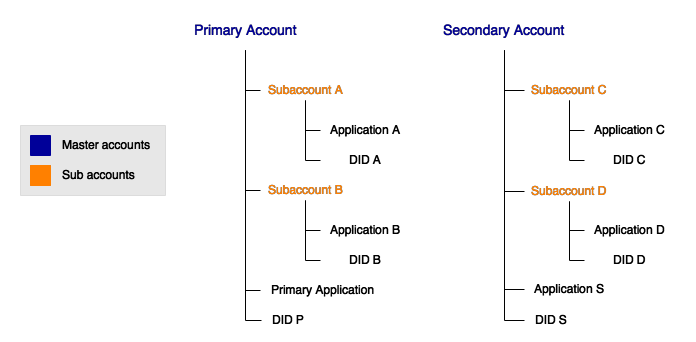 Primary Account
Secondary Account
Subaccount A
Subaccount C
Application A
Application C
Master accounts
DID A
DID C
Sub accounts
Subaccount B
Subaccount D
Application B
Application D
DID B
DID D
Primary Application
Application S
DID P
DID S